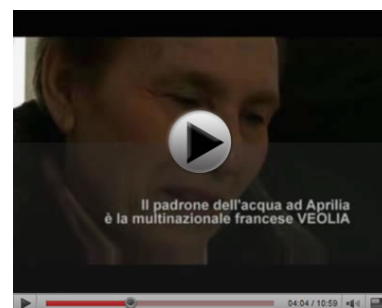 Il padrone dell'acqua ad Aprilia
è la multinazionale francese VEOLIA
04:04 / 10:59